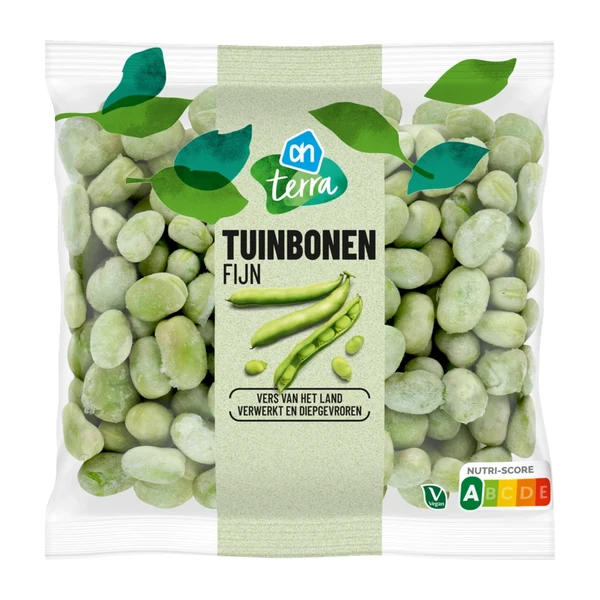 ah
terra
TUINBONEN
FIJN
VERS VAN HET LAND
VERWERKT EN DIEPGEVROREN
NUTRI-SCORE
A B C D E
V
Vegan